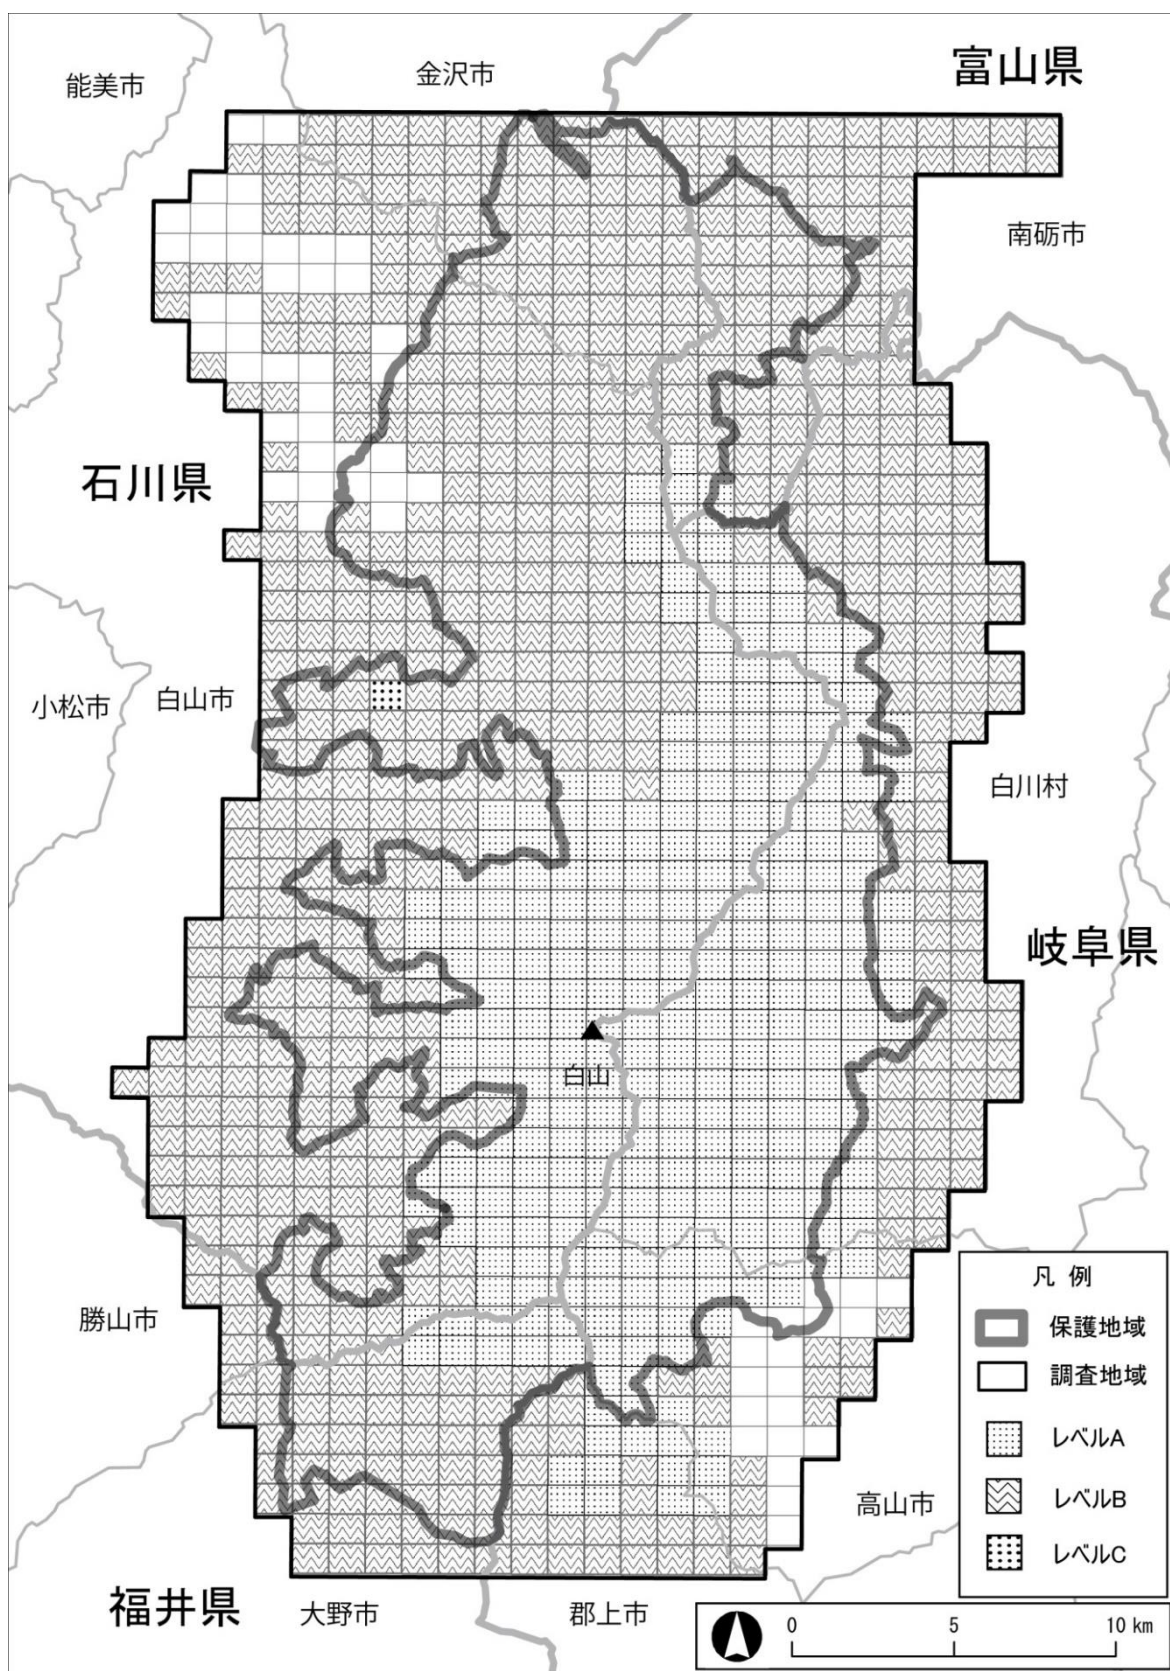 富山県
金沢市
能美市
南砺市
石川県
小松市
白山市
白川村
岐阜県
白山
勝山市
凡 例
保護地域
調査地域
レベルA
レベルB
レベルC
高山市
福井県
大野市
郡上市
0 5 10 km